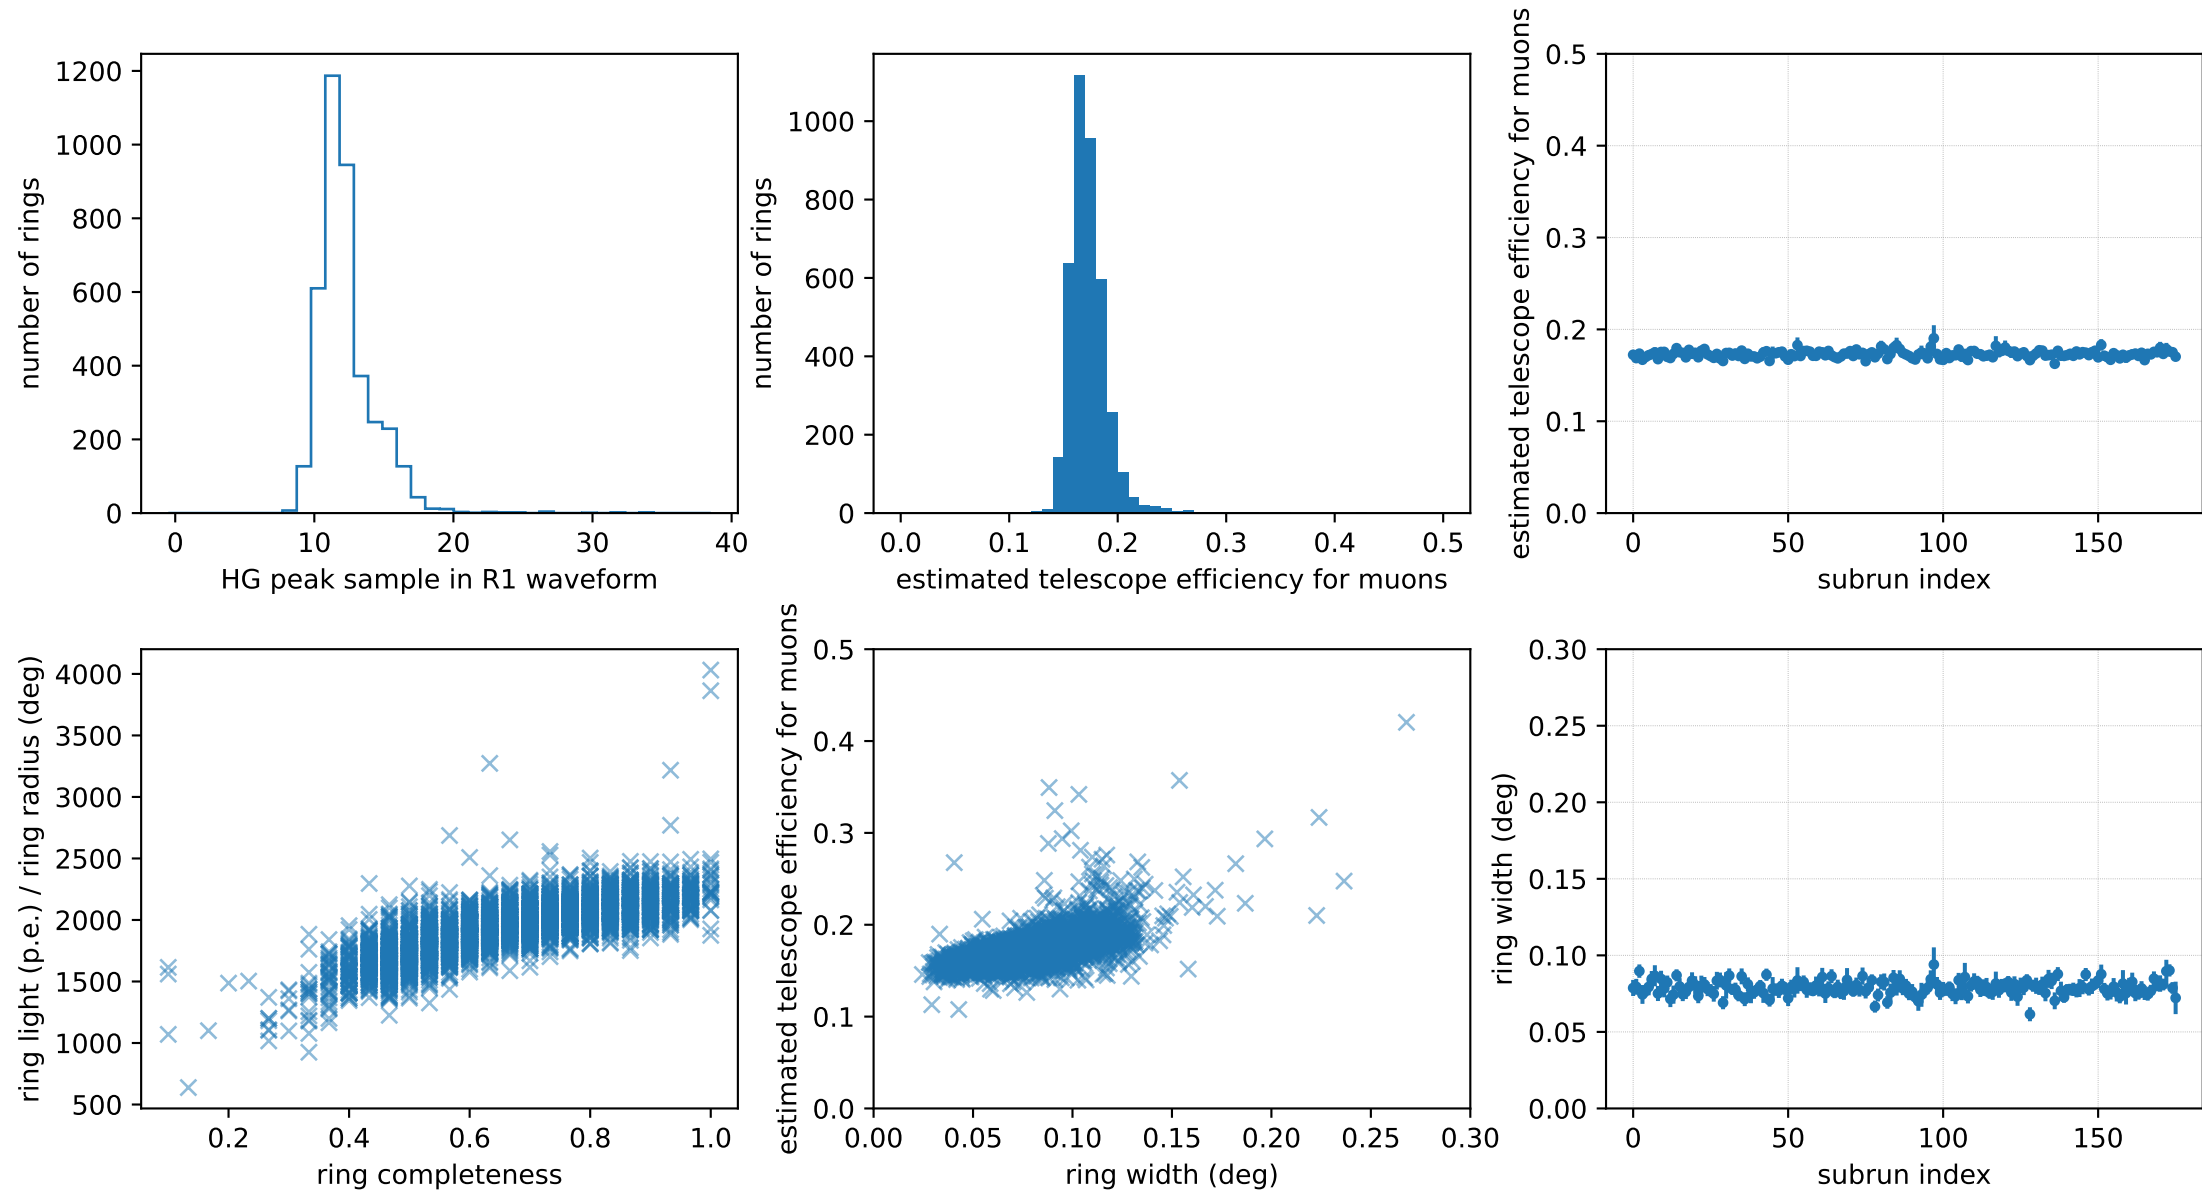 number of rings
1200
1000
800
600
400
200
0
0 10 20 30 40
HG peak sample in R1 waveform
number of rings
1000
800
600
400
200
0
0.0 0.1 0.2 0.3 0.4 0.5
estimated telescope efficiency for muons
estimated telescope efficiency for muons
0.5
0.4
0.3
0.2
0.1
0.0
0 50 100 150
subrun index
ring light (p.e.) / ring radius (deg)
4000
3500
3000
2500
2000
1500
1000
500
0.2 0.4 0.6 0.8 1.0
ring completeness
estimated telescope efficiency for muons
0.5
0.4
0.3
0.2
0.1
0.0
0.00 0.05 0.10 0.15 0.20 0.25 0.30
ring width (deg)
ring width (deg)
0.30
0.25
0.20
0.15
0.10
0.05
0.00
0 50 100 150
subrun index